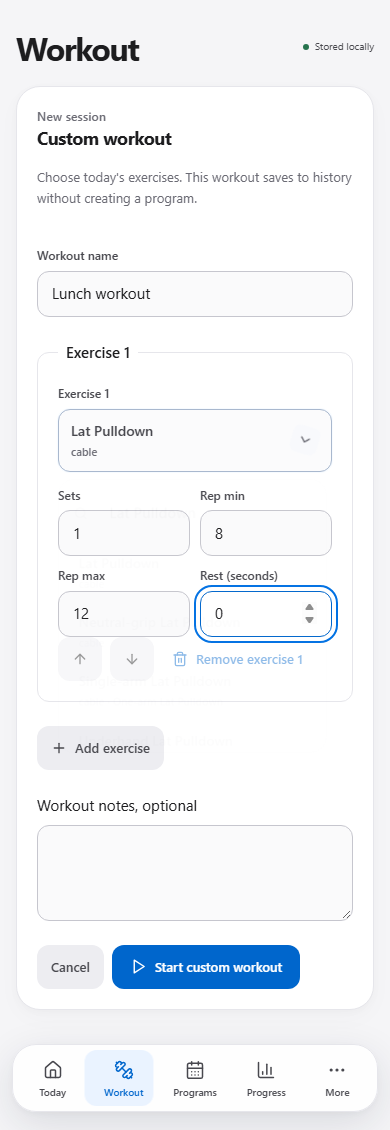 Workout
Stored locally
New session
Custom workout
Choose today's exercises. This workout saves to history
without creating a program.
Workout name
Lunch workout
Exercise 1
Exercise 1
Lat Pulldown
cable
Sets
Rep min
1
8
Rep max
Rest (seconds)
12
0
Remove exercise 1
Add exercise
Workout notes, optional
Cancel
Start custom workout
Today
Workout
Programs
Progress
More